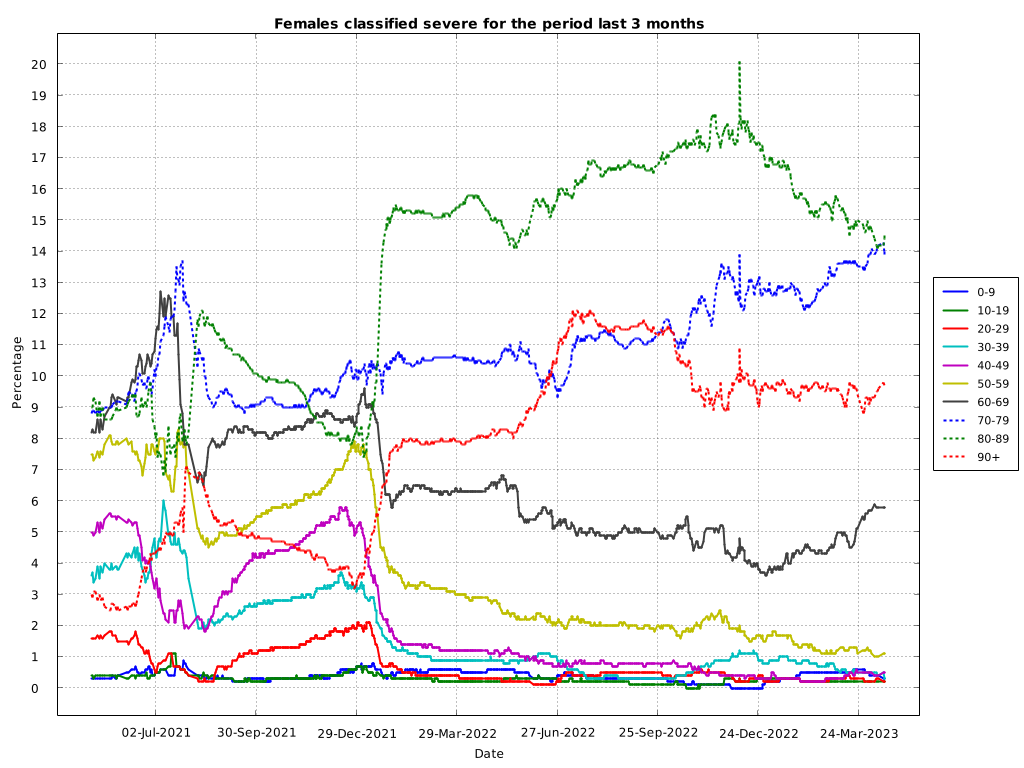 Females classified severe for the period last 3 months
Percentage
20
19
18
17
16
15
14
13
12
11
10
9
8
7
6
5
4
3
2
1
0
02-Jul-2021
30-Sep-2021
29-Dec-2021
29-Mar-2022
27-Jun-2022
25-Sep-2022
24-Dec-2022
24-Mar-2023
Date
0-9
10-19
20-29
30-39
40-49
50-59
60-69
70-79
80-89
90+